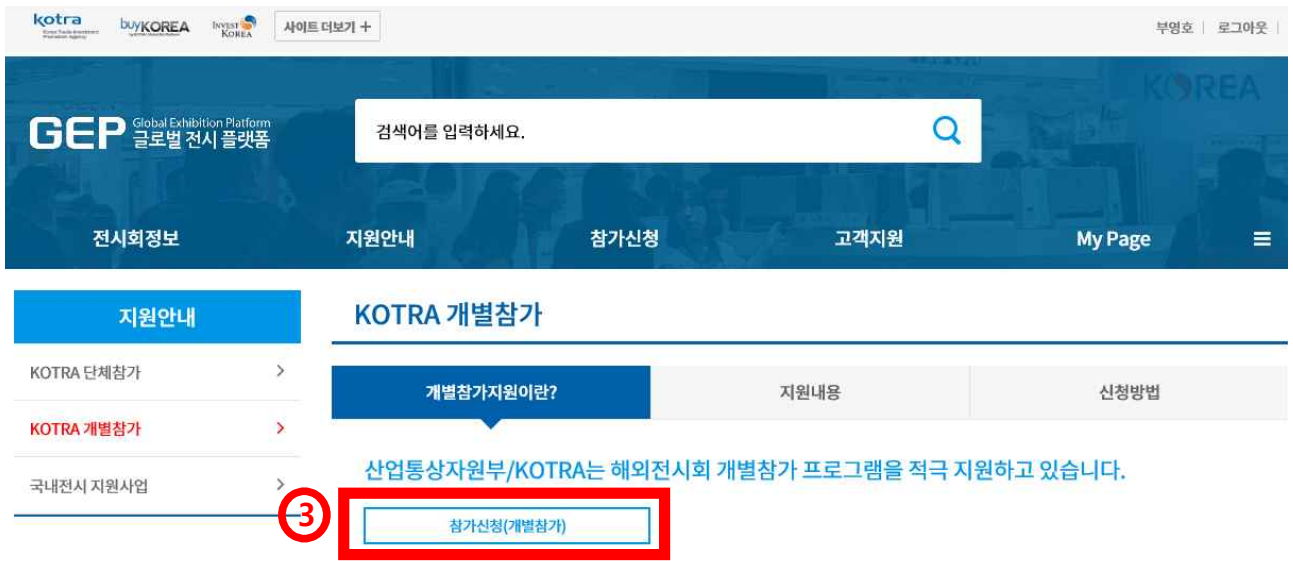 kotra
Korea Trade-Investment
Promotion Agency
buyKOREA
INVEST
KOREA
사이트 더보기 +
부영호
로그아웃
KOREA
GEP Global Exhibition Platform
글로벌 전시 플랫폼
검색어를 입력하세요.
전시회정보
지원안내
참가신청
고객지원
My Page
지원안내
KOTRA 개별참가
KOTRA 단체참가
KOTRA 개별참가
국내전시 지원사업
개별참가지원이란?
지원내용
신청방법
산업통상자원부/KOTRA는 해외전시회 개별참가 프로그램을 적극 지원하고 있습니다.
3
참가신청(개별참가)